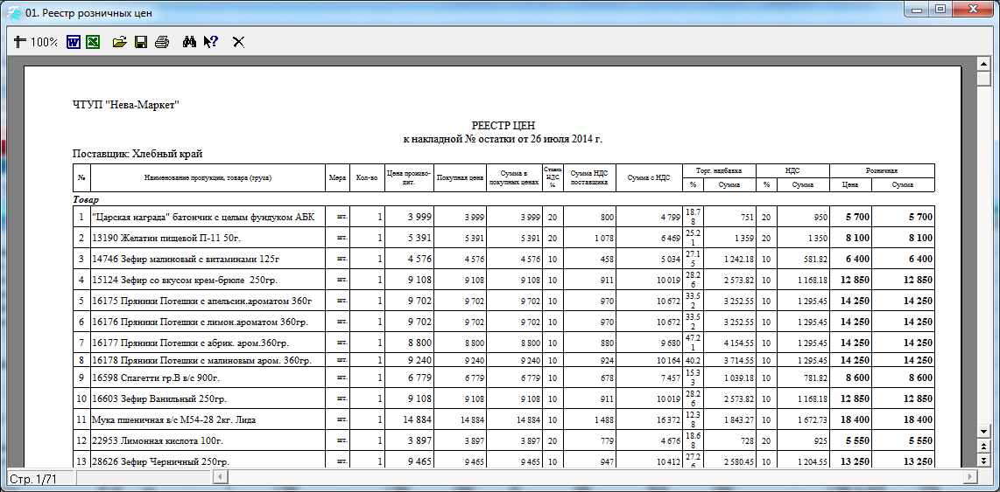 01. Реестр розничных цен
100%
ЧТУП "Нева-Маркет"
РЕЕСТР ЦЕН
к накладной № остатки от 26 июля 2014 г.
Поставщик: Хлебный край
№ Наименование продукции, товара (груза) Мера Кол-во Цена произво-дит. Покупная цена Сумма в покупных ценах Ставка НДС % Сумма НДС поставщика Сумма с НДС Торг. надбавка НДС Розничная
% Сумма % Сумма Цена Сумма
Товар
1 "Царская награда" батончик с целым фундуком АБК шт. 1 3 999 3 999 3 999 20 800 4 799 18.78 751 20 950 5 700 5 700
2 13190 Желатин пищевой П-11 50г. шт. 1 5 391 5 391 5 391 20 1 078 6 469 25.21 1 359 20 1 350 8 100 8 100
3 14746 Зефир малиновый с витаминами 125г шт. 1 4 576 4 576 4 576 10 458 5 034 27.15 1 242.18 10 581.82 6 400 6 400
4 15124 Зефир со вкусом крем-брюле 250гр. шт. 1 9 108 9 108 9 108 10 911 10 019 28.26 2 573.82 10 1 168.18 12 850 12 850
5 16175 Пряники Потешки с апельсин.ароматом 360г шт. 1 9 702 9 702 9 702 10 970 10 672 33.52 3 252.55 10 1 295.45 14 250 14 250
6 16176 Пряники Потешки с лимон.ароматом 360гр. шт. 1 9 702 9 702 9 702 10 970 10 672 33.52 3 252.55 10 1 295.45 14 250 14 250
7 16177 Пряники Потешки с абрик. аром.360гр. шт. 1 8 800 8 800 8 800 10 880 9 680 47.21 4 154.55 10 1 295.45 14 250 14 250
8 16178 Пряники Потешки с малиновым аром. 360гр. шт. 1 9 240 9 240 9 240 10 924 10 164 40.2 3 714.55 10 1 295.45 14 250 14 250
9 16598 Спагетти гр.В в/с 900г. шт. 1 6 779 6 779 6 779 10 678 7 457 15.33 1 039.18 10 781.82 8 600 8 600
10 16603 Зефир Ванильный 250гр. шт. 1 9 108 9 108 9 108 10 911 10 019 28.26 2 573.82 10 1 168.18 12 850 12 850
11 Мука пшеничная в/с М54-28 2кг. Лида шт. 1 14 884 14 884 14 884 10 1 488 16 372 12.38 1 843.27 10 1 672.73 18 400 18 400
12 22953 Лимонная кислота 100г. шт. 1 3 897 3 897 3 897 20 779 4 676 18.68 728 20 925 5 550 5 550
13 28626 Зефир Черничный 250гр. шт. 1 9 465 9 465 9 465 10 947 10 412 27.26 2 580.45 10 1 204.55 13 250 13 250
Стр. 1/71